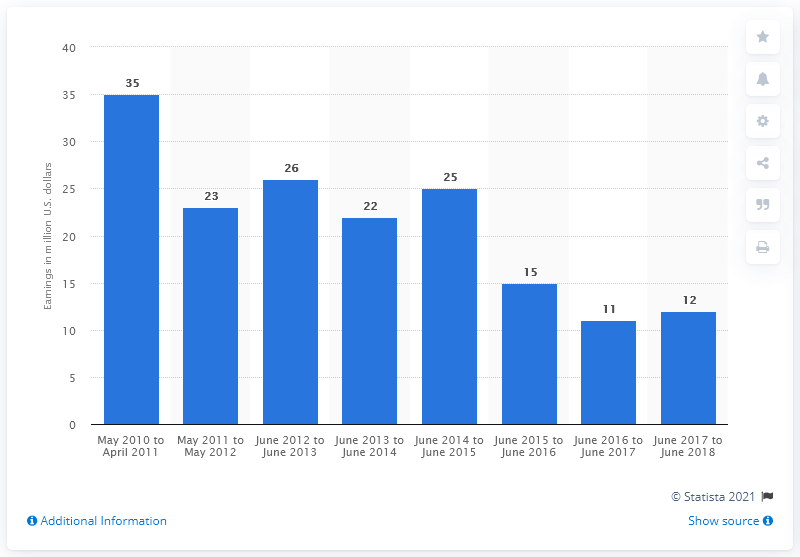 40
35
30
25
20
15
10
5
0
Earnings in million U.S. dollars
35
23
26
22
25
15
11
12
May 2010 to April 2011
May 2011 to May 2012
June 2012 to June 2013
June 2013 to June 2014
June 2014 to June 2015
June 2015 to June 2016
June 2016 to June 2017
June 2017 to June 2018
© Statista 2021
Additional Information
Show source